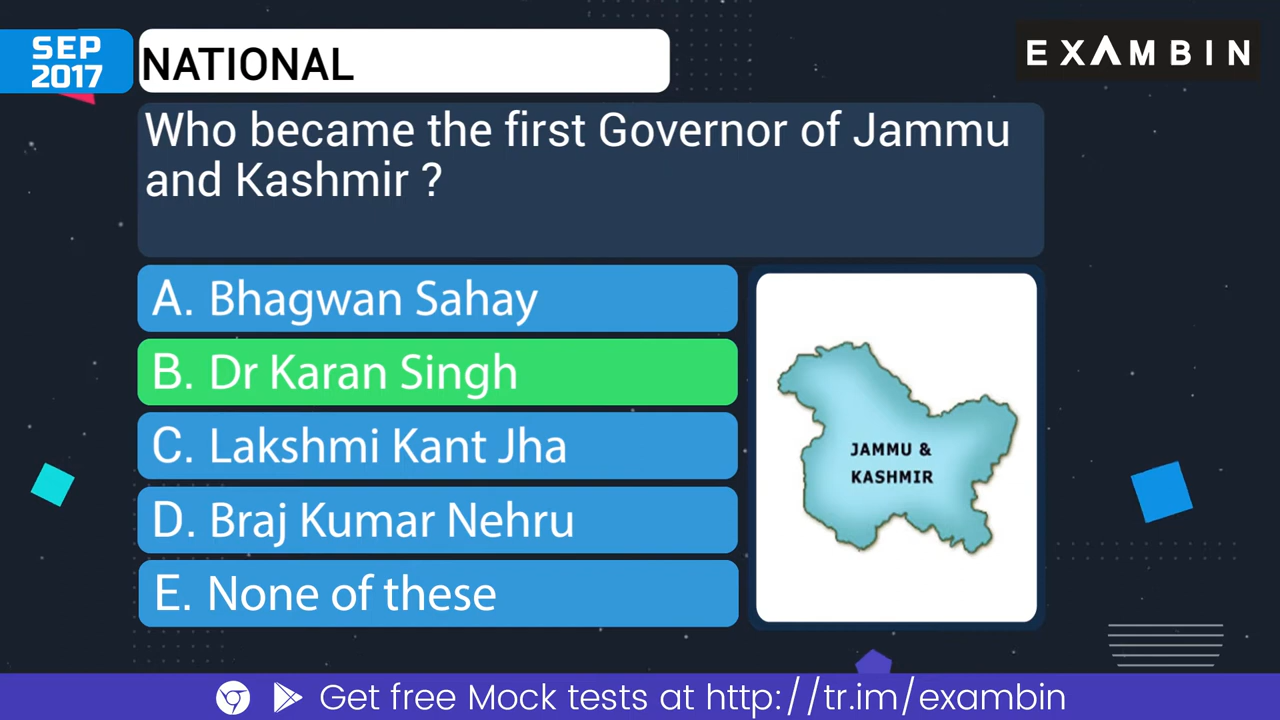 SEP
2017
NATIONAL
EXAMBIN
Who became the first Governor of Jammu
and Kashmir ?
A. Bhagwan Sahay
B. Dr Karan Singh
C. Lakshmi Kant Jha
D. Braj Kumar Nehru
E. None of these
JAMMU &
KASHMIR
Get free Mock tests at http://tr.im/exambin